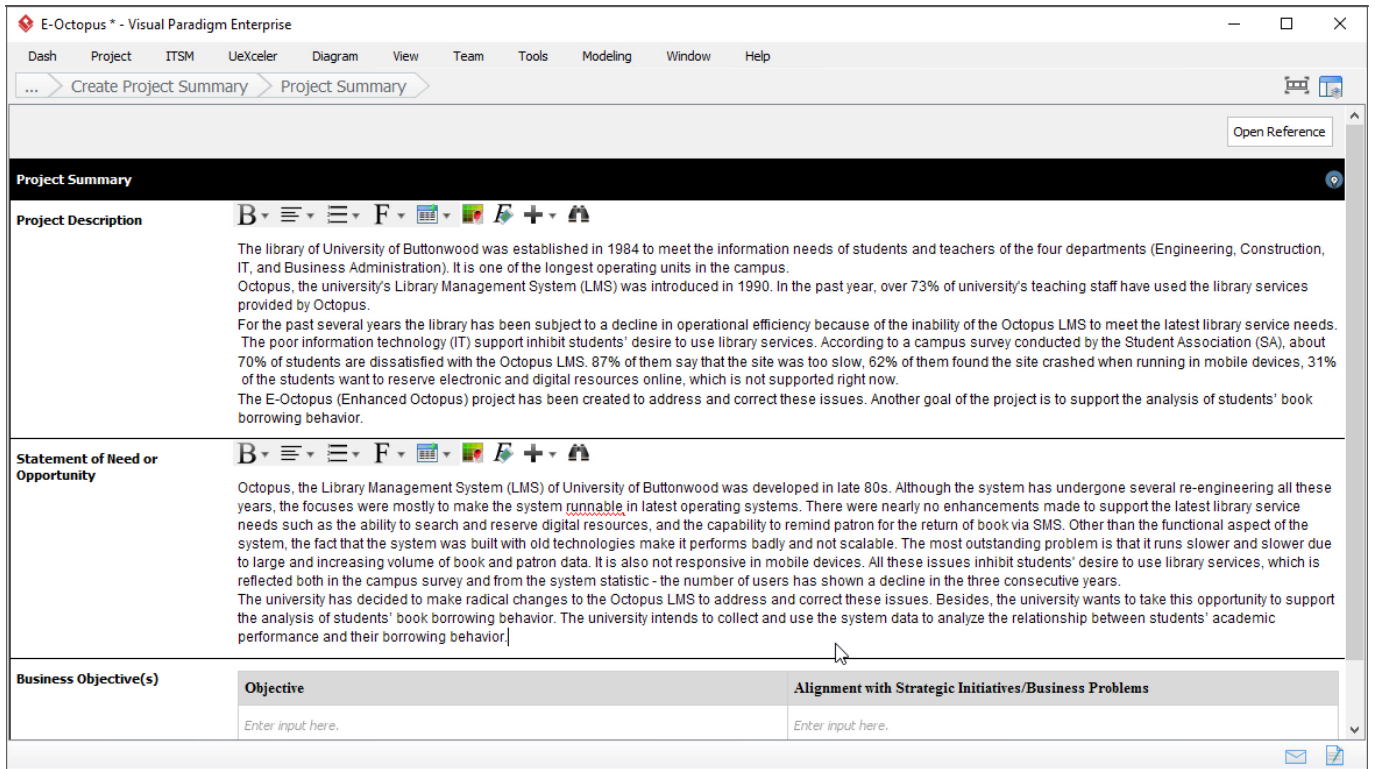 E-Octopus * - Visual Paradigm Enterprise
Dash Project ITSM UeXceler Diagram View Team Tools Modeling Window Help
... Create Project Summary Project Summary
Open Reference
Project Summary
Project Description
The library of University of Buttonwood was established in 1984 to meet the information needs of students and teachers of the four departments (Engineering, Construction,
IT, and Business Administration). It is one of the longest operating units in the campus.
Octopus, the university's Library Management System (LMS) was introduced in 1990. In the past year, over 73% of university's teaching staff have used the library services
provided by Octopus.
For the past several years the library has been subject to a decline in operational efficiency because of the inability of the Octopus LMS to meet the latest library service needs.
The poor information technology (IT) support inhibit students' desire to use library services. According to a campus survey conducted by the Student Association (SA), about
70% of students are dissatisfied with the Octopus LMS. 87% of them say that the site was too slow, 62% of them found the site crashed when running in mobile devices, 31%
of the students want to reserve electronic and digital resources online, which is not supported right now.
The E-Octopus (Enhanced Octopus) project has been created to address and correct these issues. Another goal of the project is to support the analysis of students' book
borrowing behavior.
Statement of Need or
Opportunity
Octopus, the Library Management System (LMS) of University of Buttonwood was developed in late 80s. Although the system has undergone several re-engineering all these
years, the focuses were mostly to make the system runnable in latest operating systems. There were nearly no enhancements made to support the latest library service
needs such as the ability to search and reserve digital resources, and the capability to remind patron for the return of book via SMS. Other than the functional aspect of the
system, the fact that the system was built with old technologies make it performs badly and not scalable. The most outstanding problem is that it runs slower and slower due
to large and increasing volume of book and patron data. It is also not responsive in mobile devices. All these issues inhibit students' desire to use library services, which is
reflected both in the campus survey and from the system statistic - the number of users has shown a decline in the three consecutive years.
The university has decided to make radical changes to the Octopus LMS to address and correct these issues. Besides, the university wants to take this opportunity to support
the analysis of students' book borrowing behavior. The university intends to collect and use the system data to analyze the relationship between students' academic
performance and their borrowing behavior.
Business Objective(s)
Objective Alignment with Strategic Initiatives/Business Problems
Enter input here. Enter input here.